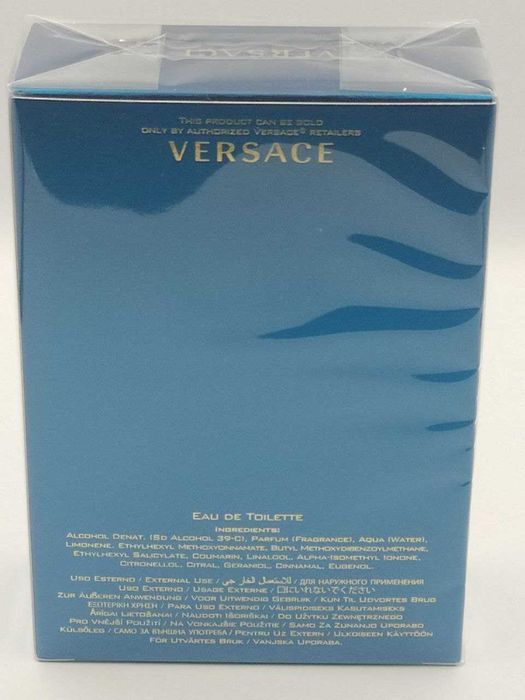 VERSACE
THIS PRODUCT CAN BE SOLD
ONLY BY AUTHORIZED VERSACE® RETAILERS
VERSACE
EAU DE TOILETTE
INGREDIENTS:
ALCOHOL DENAT. (SD ALCOHOL 39-C), PARFUM (FRAGRANCE), AQUA (WATER),
LIMONENE, ETHYLHEXYL METHOXYCINNAMATE, BUTYL METHOXYDIBENZOYLMETHANE,
ETHYLHEXYL SALICYLATE, COUMARIN, LINALOOL, ALPHA-ISOMETHYL IONONE,
CITRONELLOL, CITRAL, GERANIOL, CINNAMAL, EUGENOL.
USO ESTERNO / EXTERNAL USE / للاستعمال الخارجي / ДЛЯ НАРУЖНОГО ПРИМЕНЕНИЯ
USO EXTERNO / USAGE EXTERNE / 口にいれないでください
ZUR ÄUßEREN ANWENDUNG / VOOR UITWENDIG GEBRUIK / KUN TIL UDVORTES BRUG
ΕΞΩΤΕΡΙΚΗ ΧΡΗΣΗ / PARA USO EXTERNO / VÄLISPIDISEKS KASUTAMISEKS
ĀRĪGAI LIETOŠANAI / NAUDOTI IŠORIŠKAI / DO UŻYTKU ZEWNĘTRZNEGO
PRO VNĚJŠÍ POUŽITÍ / NA VONKAJŠIE POUŽITIE / SAMO ZA ZUNANJO UPORABO
KÜLSŐLEG / САМО ЗА ВЪНШНА УПОТРЕБА / PENTRU UZ EXTERN / ULKOISEEN KÄYTTÖÖN
FÖR UTVÄRTES BRUK / VANJSKA UPORABA.